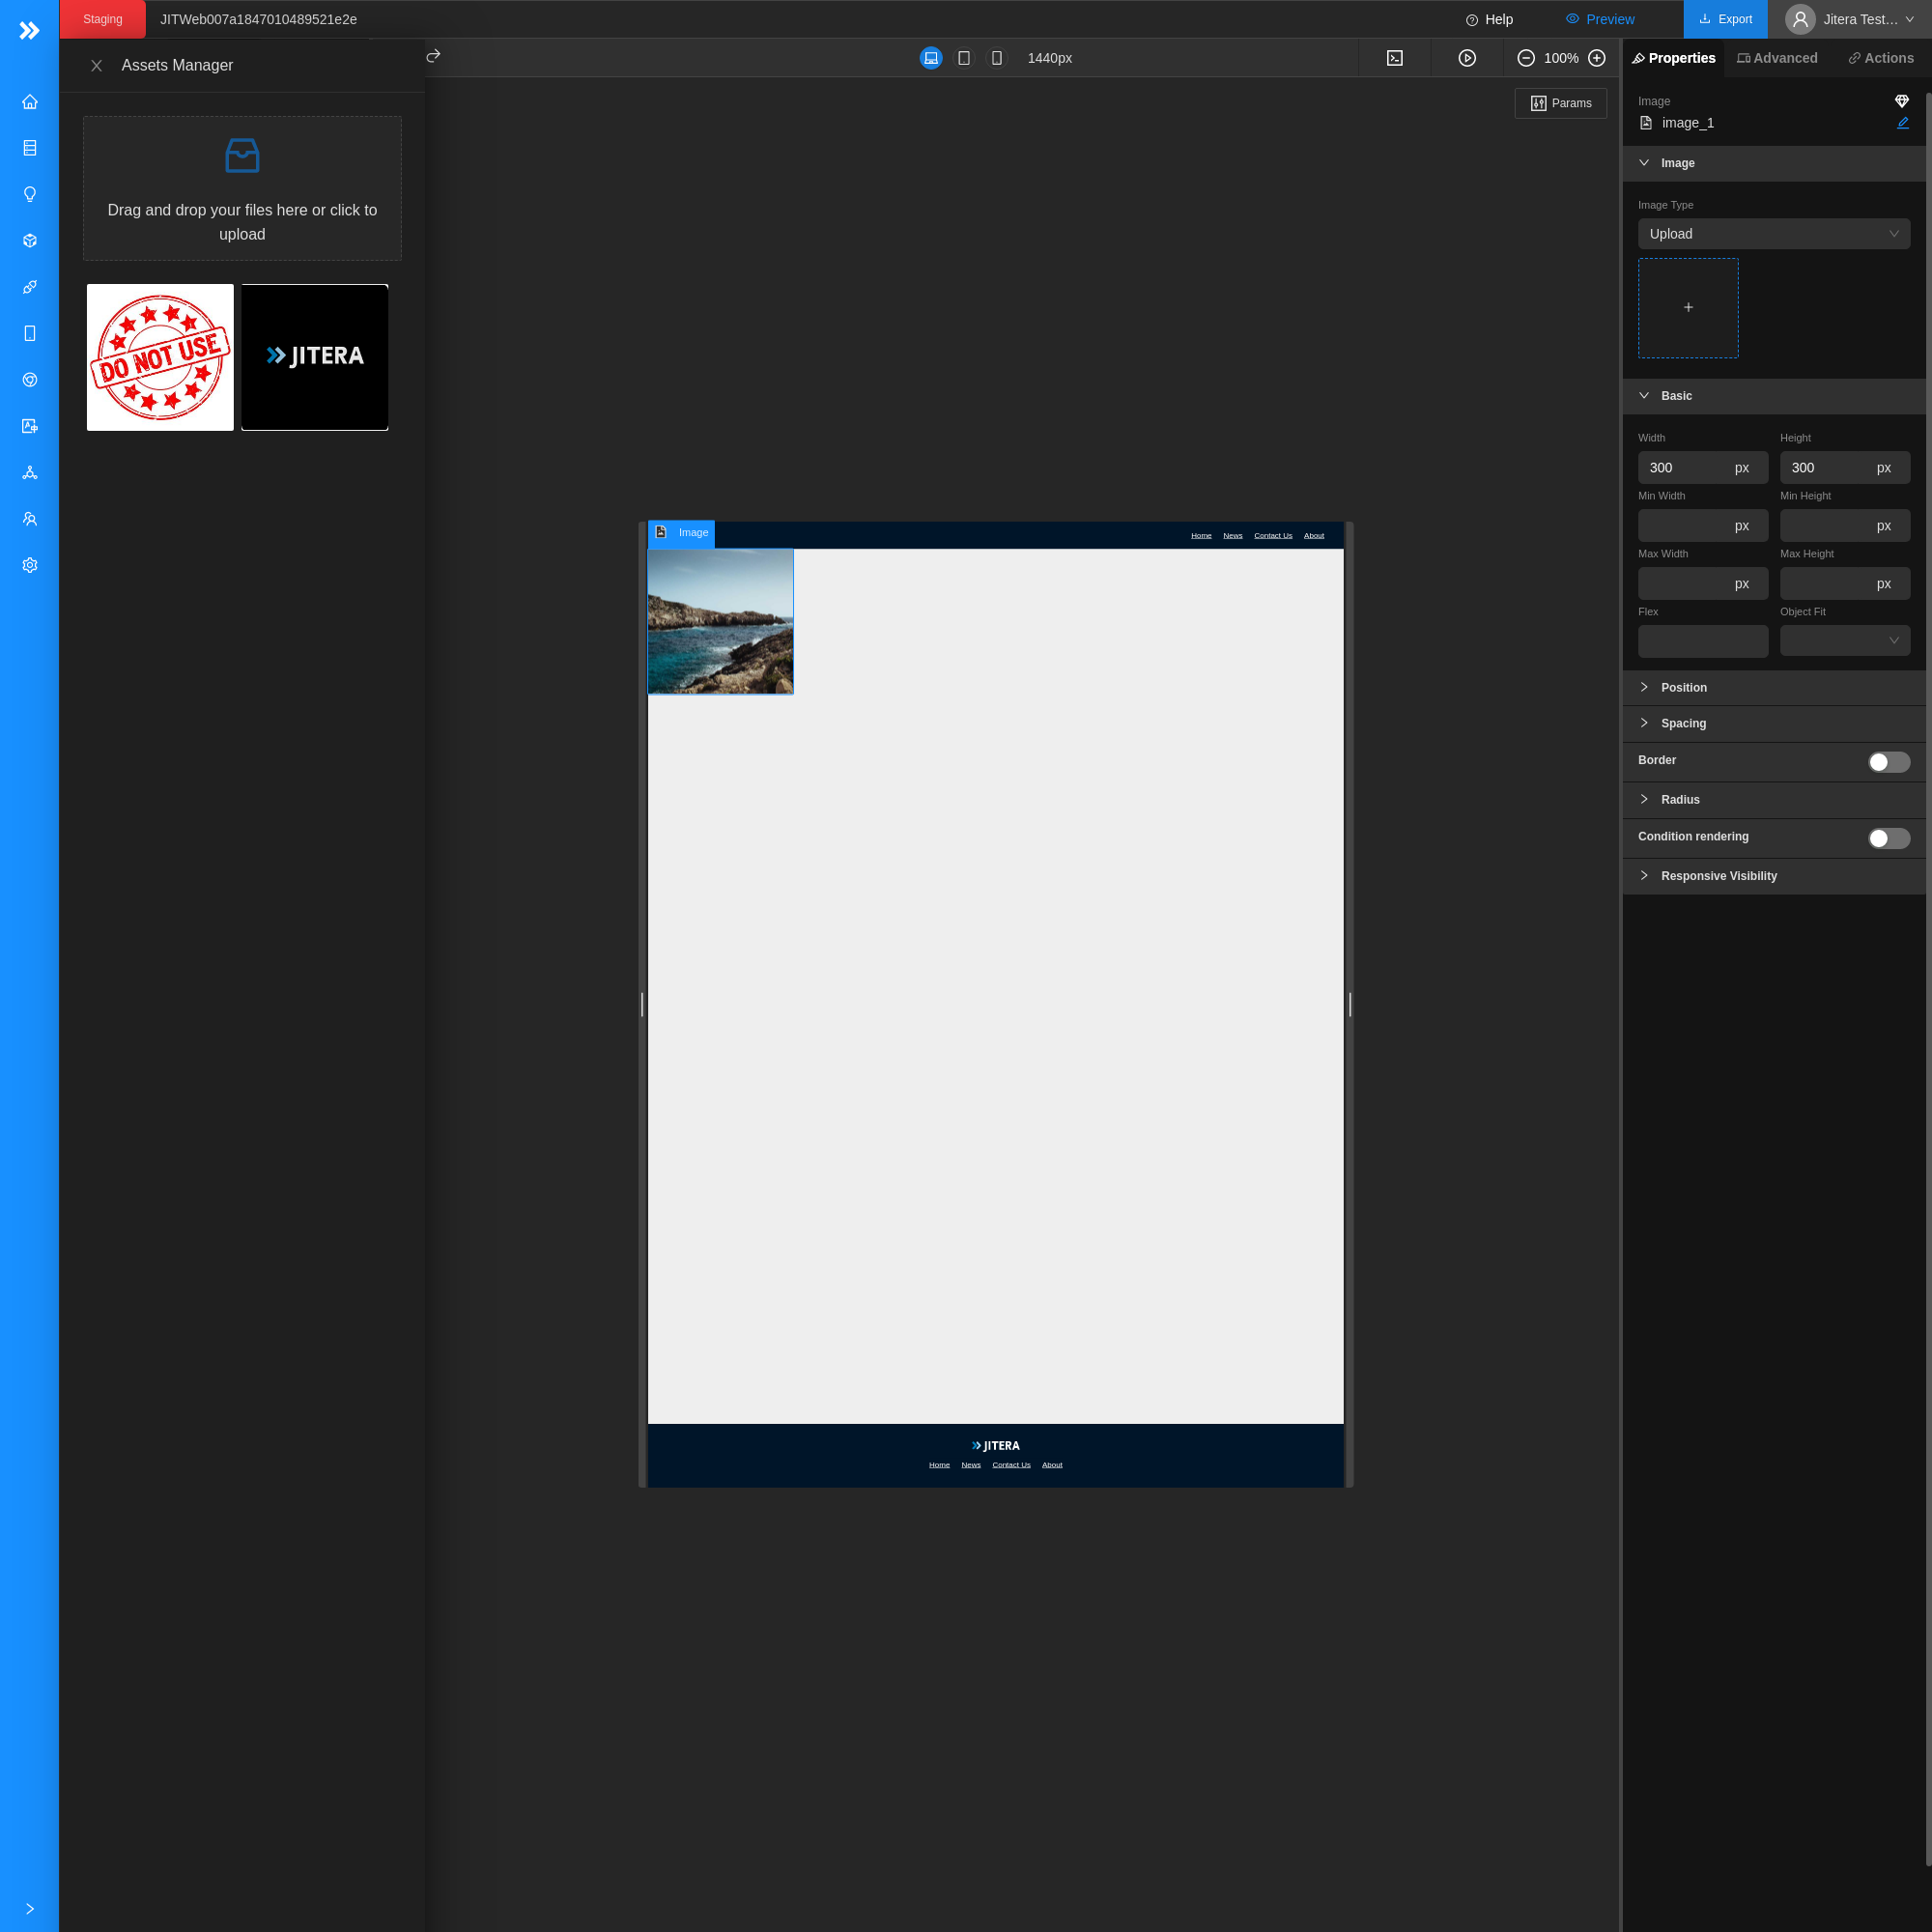 Staging
JITWeb007a1847010489521e2e
Help
Preview
Export
Jitera Test...
Assets Manager
1440px
100%
Properties
Advanced
Actions
Drag and drop your files here or click to
upload
DO NOT USE
JITERA
Params
Image
image_1
Image
Image Type
Upload
Basic
Width
Height
300 px
300 px
Min Width
Min Height
px
px
Max Width
Max Height
px
px
Flex
Object Fit
Position
Spacing
Border
Radius
Condition rendering
Responsive Visibility
Image
Home News Contact Us About
JITERA
Home News Contact Us About